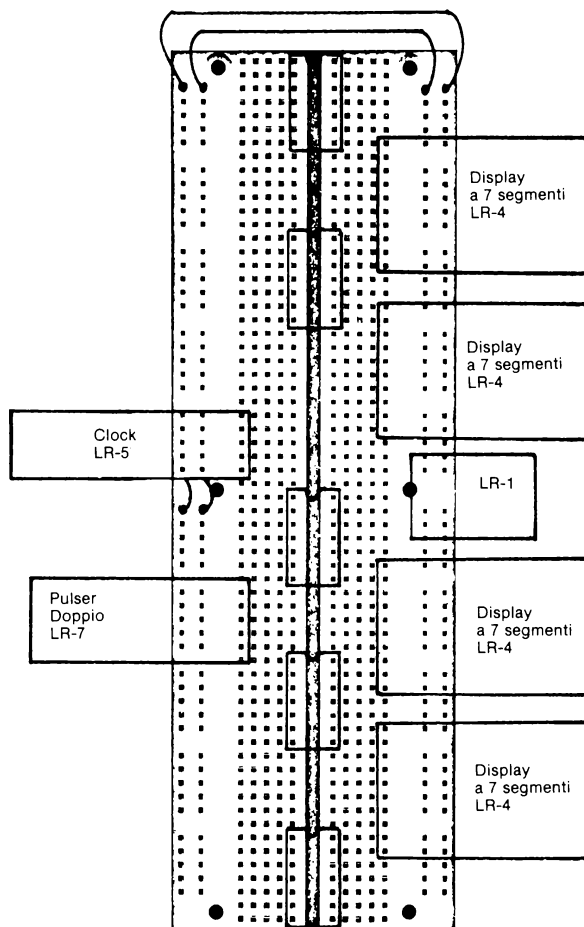 Display
a 7 segmenti
LR-4
Display
a 7 segmenti
LR-4
Clock
LR-5
LR-1
Pulser
Doppio
LR-7
Display
a 7 segmenti
LR-4
Display
a 7 segmenti
LR-4